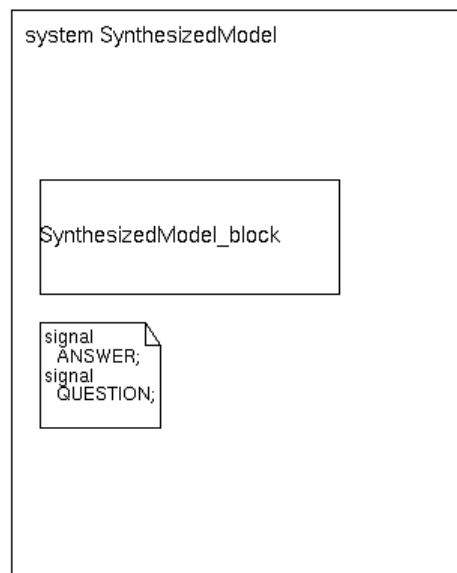 system SynthesizedModel
SynthesizedModel_block
signal
ANSWER;
signal
QUESTION;